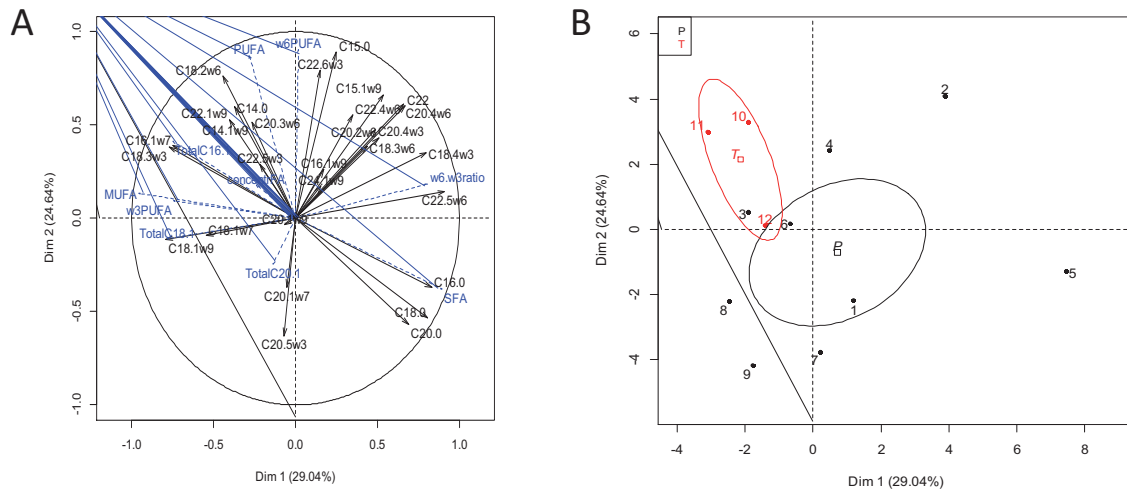 A
1.0
0.5
0.0
-0.5
-1.0
Dim 2 (24.64%)
PUFA
w6PUFA
C15.0
C18.2w6
C22.6w3
C15.1w9
C22.1w9
C14.0
C22.4w6
C22
C20.4w6
C14.1w9
C20.3w6
C20.2w6
C20.4w3
C16.1w7
TotalC16.1
C18.3w6
C18.3w3
C22.5w3
C16.1w9
C18.4w3
C24.1w9
MUFA
w6.w3ratio
w3PUFA
C22.5w6
TotalC18.1
C18.1w7
C18.1w9
TotalC20.1
C16.0
C20.1w7
SFA
C18.0
C20.0
C20.5w3
-1.0
-0.5
0.0
0.5
1.0
Dim 1 (29.04%)
B
P
T
6
4
2
0
-2
-4
Dim 2 (24.64%)
2
11
10
4
T
3
12
6
P
5
8
1
7
9
-4
-2
0
2
4
6
8
Dim 1 (29.04%)